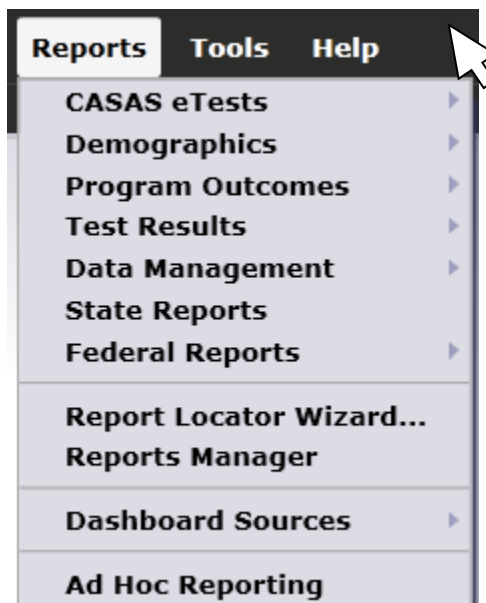 Reports Tools Help
CASAS eTests
Demographics
Program Outcomes
Test Results
Data Management
State Reports
Federal Reports
Report Locator Wizard...
Reports Manager
Dashboard Sources
Ad Hoc Reporting